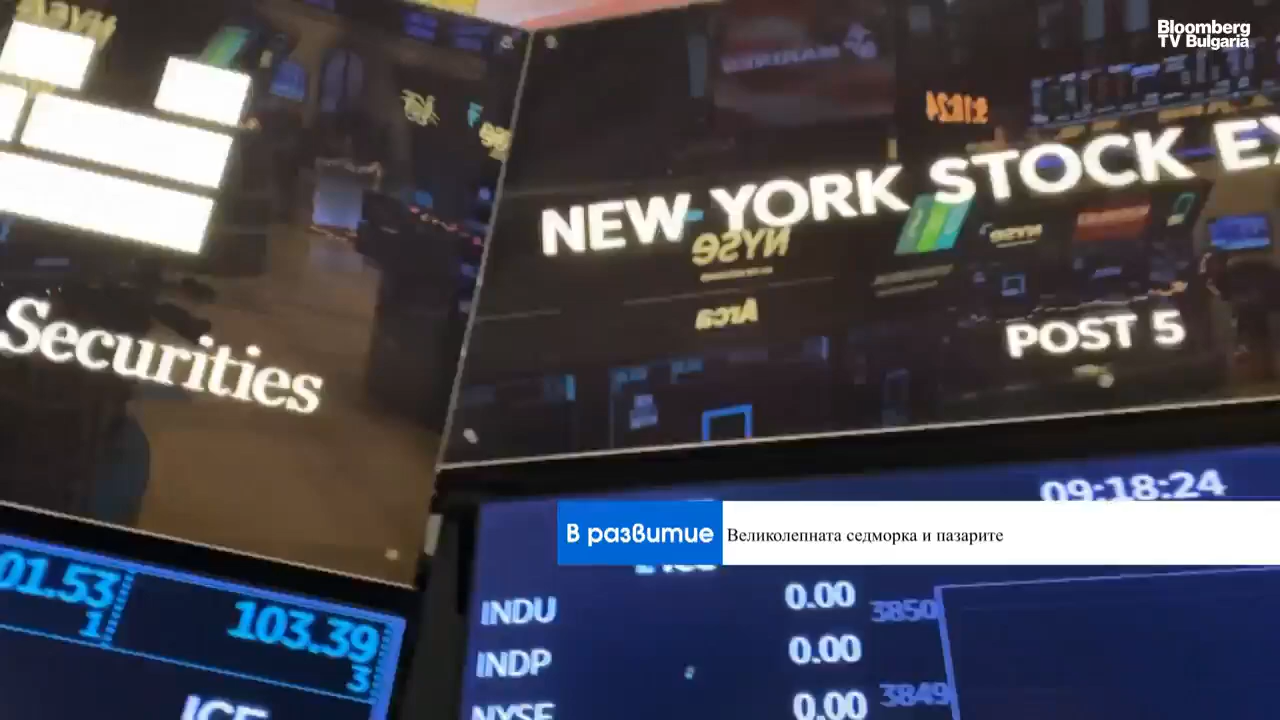 Bloomberg
TV Bulgaria
NEW YORK STOCK EX
NYSE
Arca
POST 5
Securities
09:18:24
В развитие
Великолепната седморка и пазарите
01.53
1
103.39
3
ICE
INDU 0.00
3850
INDP 0.00
3849
NYSE 0.00